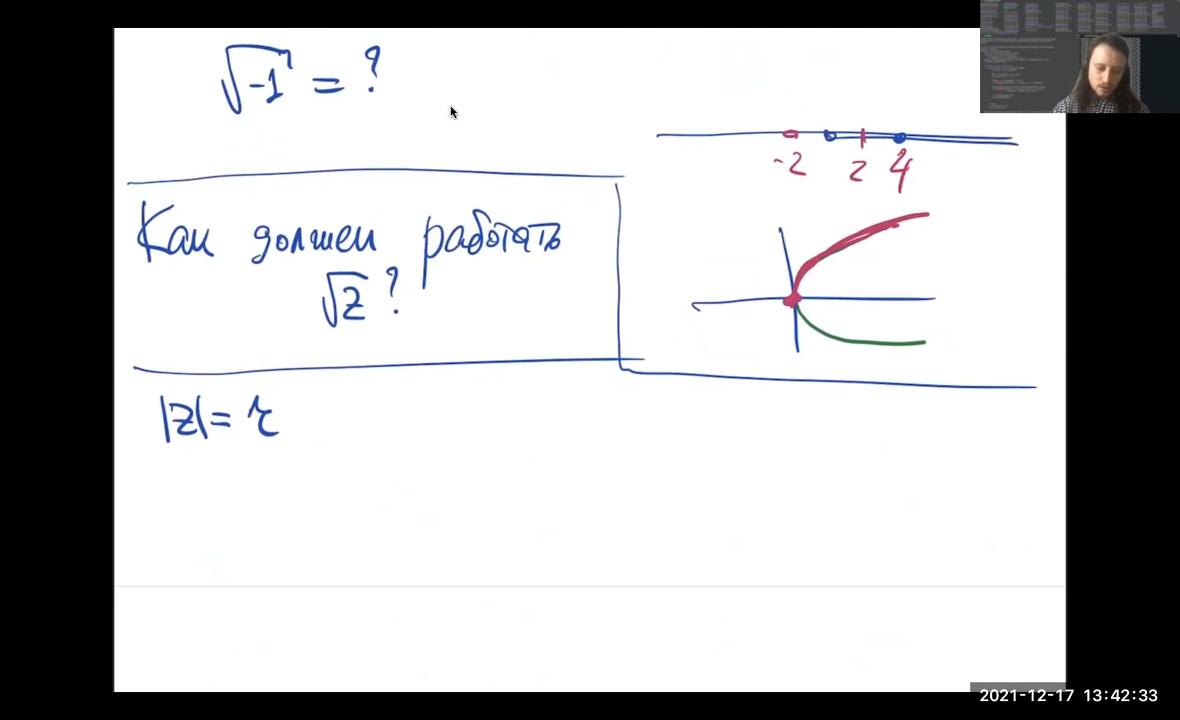 √-1 = ?
-2 2 4
Как должен работать
√z ?
|z| = r
2021-12-17 13:42:33